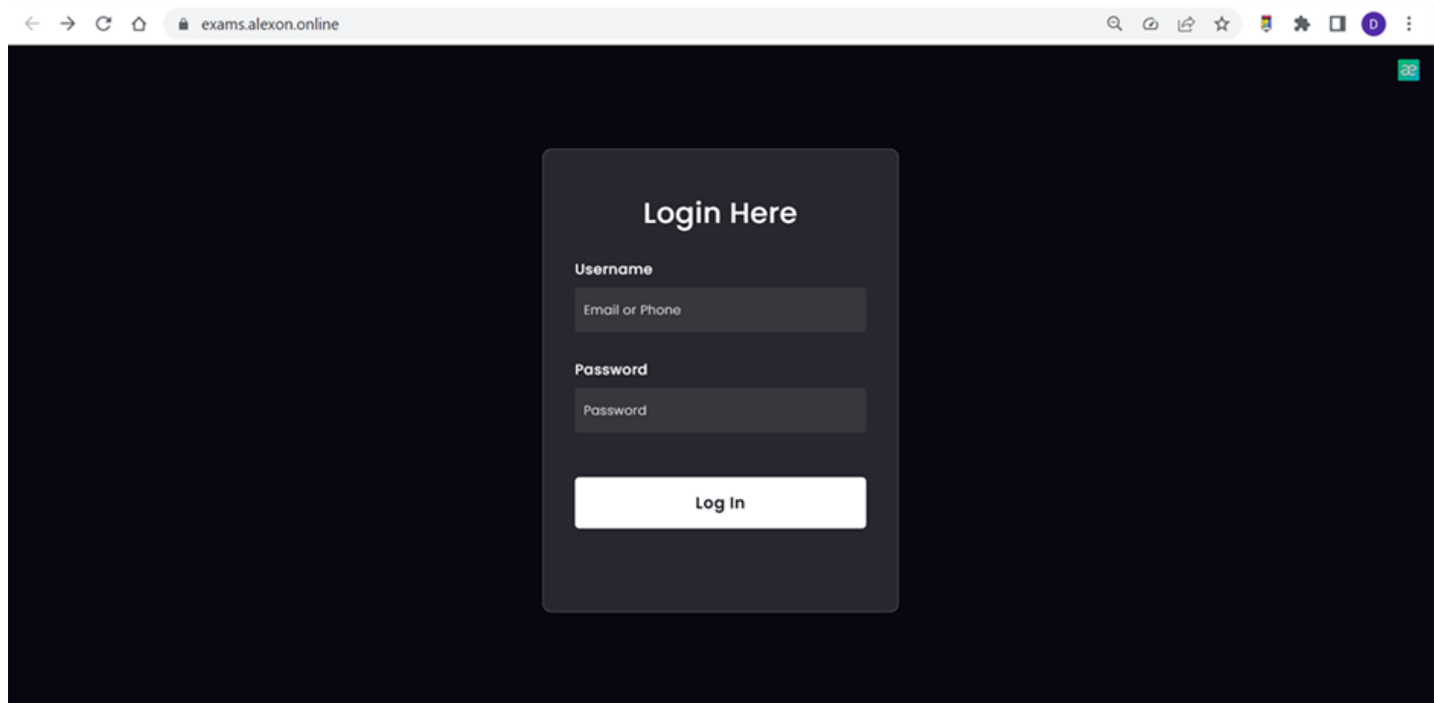 exams.alexon.online
D
æ
Login Here
Username
Email or Phone
Password
Password
Log In